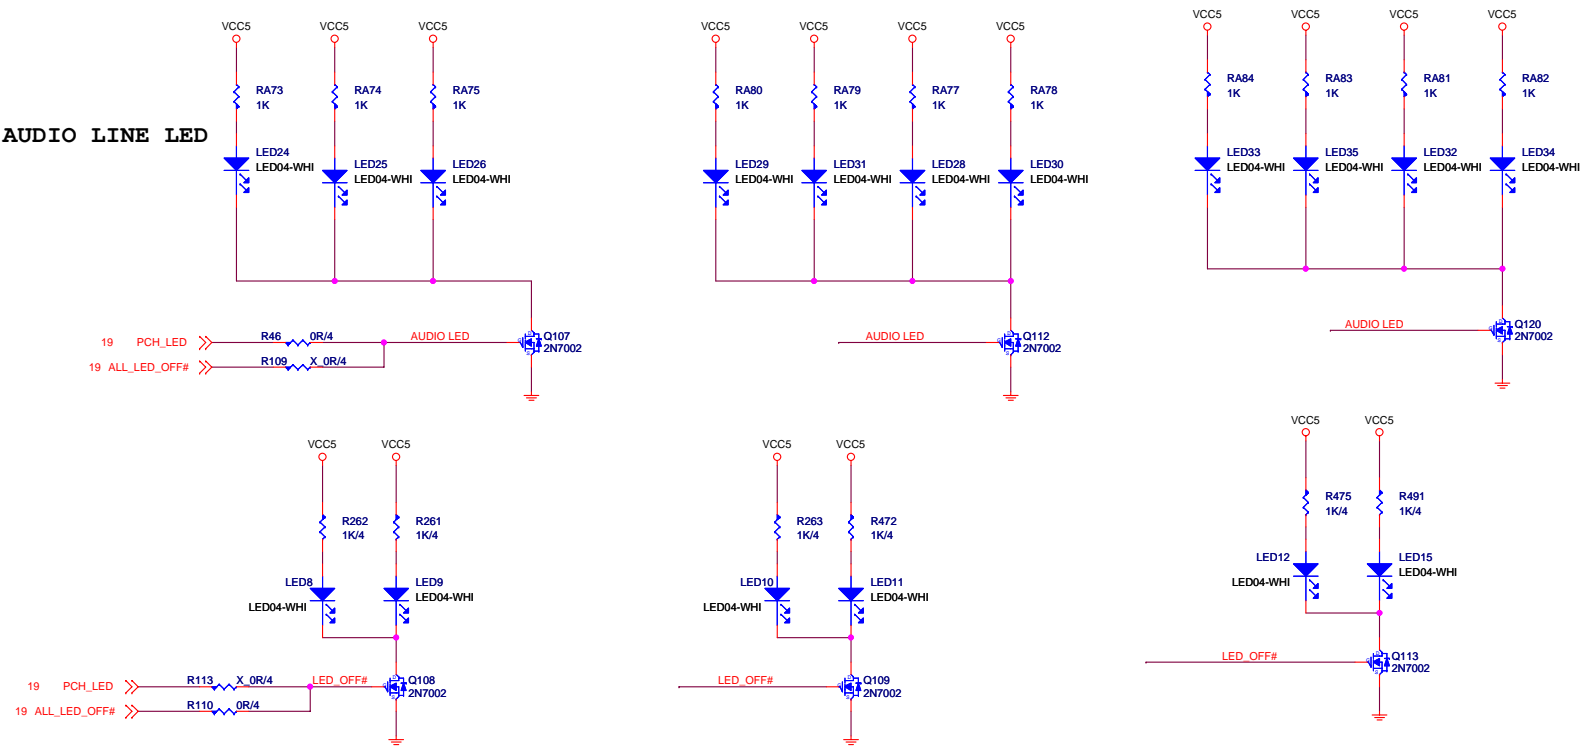 VCC5 VCC5 VCC5
RA73 RA74 RA75
1K 1K 1K
AUDIO LINE LED
LED24 LED25 LED26
LED04-WHI LED04-WHI LED04-WHI
19 PCH_LED R46 0R/4 AUDIO LED Q107
2N7002
19 ALL_LED_OFF# R109 X_0R/4
VCC5 VCC5 VCC5 VCC5
RA80 RA79 RA77 RA78
1K 1K 1K 1K
LED29 LED31 LED28 LED30
LED04-WHI LED04-WHI LED04-WHI LED04-WHI
AUDIO LED Q112
2N7002
VCC5 VCC5 VCC5 VCC5
RA84 RA83 RA81 RA82
1K 1K 1K 1K
LED33 LED35 LED32 LED34
LED04-WHI LED04-WHI LED04-WHI LED04-WHI
AUDIO LED Q120
2N7002
VCC5 VCC5
R262 R261
1K/4 1K/4
LED8 LED9
LED04-WHI LED04-WHI
19 PCH_LED R113 X_0R/4 LED_OFF# Q108
2N7002
19 ALL_LED_OFF# R110 0R/4
VCC5 VCC5
R263 R472
1K/4 1K/4
LED10 LED11
LED04-WHI LED04-WHI
LED_OFF# Q109
2N7002
VCC5 VCC5
R475 R491
1K/4 1K/4
LED12 LED15
LED04-WHI LED04-WHI
LED_OFF# Q113
2N7002